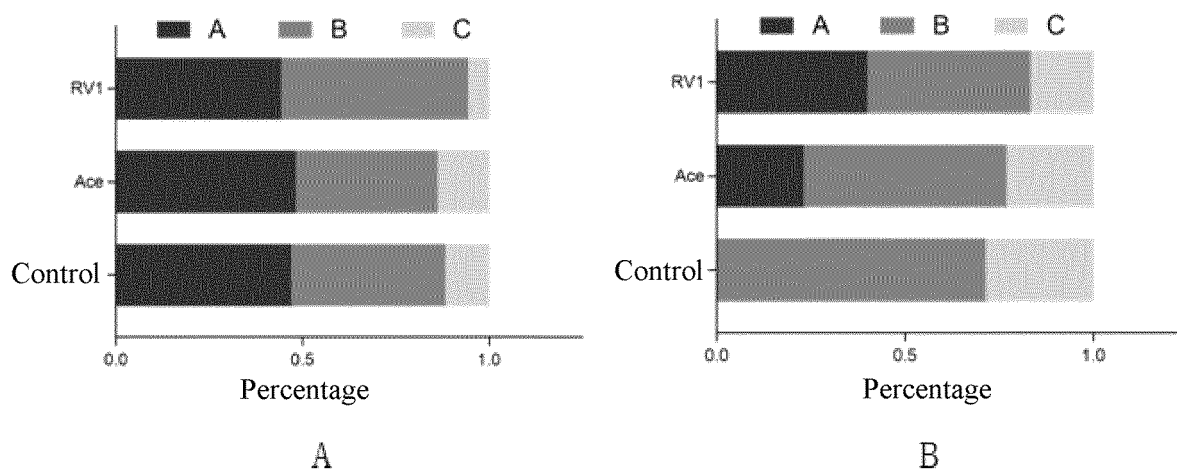 A B C
RV1
Ace
Control
0.0 0.5 1.0
Percentage
A
A B C
RV1
Ace
Control
0.0 0.5 1.0
Percentage
B